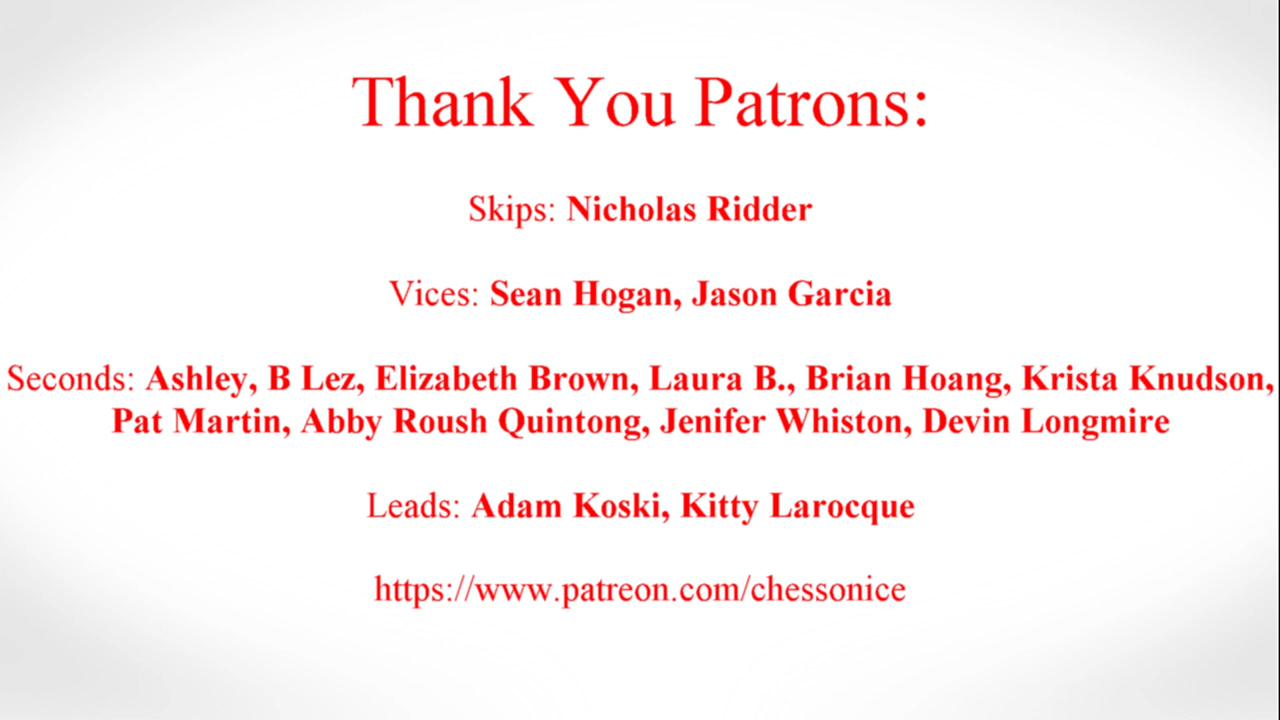 Thank You Patrons:
Skips: Nicholas Ridder
Vices: Sean Hogan, Jason Garcia
Seconds: Ashley, B Lez, Elizabeth Brown, Laura B., Brian Hoang, Krista Knudson,
Pat Martin, Abby Roush Quintong, Jenifer Whiston, Devin Longmire
Leads: Adam Koski, Kitty Larocque
https://www.patreon.com/chessonice